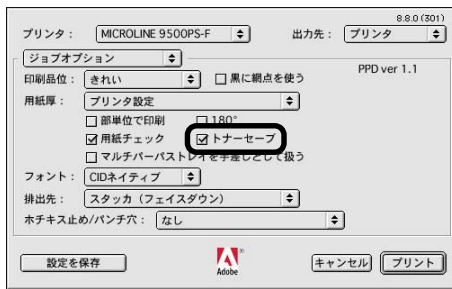 8.8.0 (301)
プリンタ： MICROLINE 9500PS-F 出力先： プリンタ
ジョブオプション
PPD ver 1.1
印刷品位： きれい 黒に網点を使う
用紙厚： プリンタ設定
部単位で印刷 180°
用紙チェック トナーセーブ
マルチパーパストレイを手差しとして扱う
フォント： CIDネイティブ
排出先： スタッカ（フェイスダウン）
ホチキス止め/パンチ穴： なし
設定を保存 Adobe キャンセル プリント